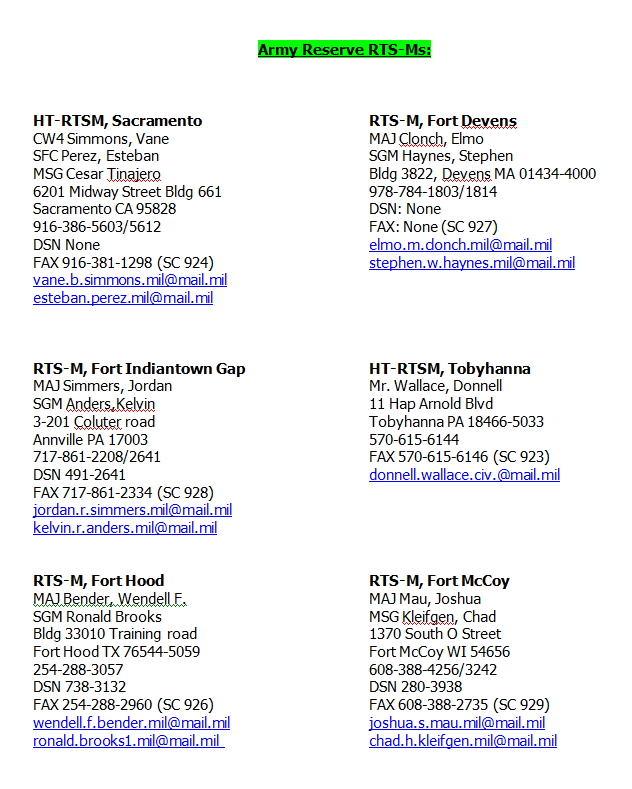 Army Reserve RTS-Ms:
HT-RTSM, Sacramento
CW4 Simmons, Vane
SFC Perez, Esteban
MSG Cesar Tinajero
6201 Midway Street Bldg 661
Sacramento CA 95828
916-386-5603/5612
DSN None
FAX 916-381-1298 (SC 924)
vane.b.simmons.mil@mail.mil
esteban.perez.mil@mail.mil
RTS-M, Fort Devens
MAJ Clonch, Elmo
SGM Haynes, Stephen
Bldg 3822, Devens MA 01434-4000
978-784-1803/1814
DSN: None
FAX: None (SC 927)
elmo.m.donch.mil@mail.mil
stephen.w.haynes.mil@mail.mil
RTS-M, Fort Indiantown Gap
MAJ Simmers, Jordan
SGM Anders,Kelvin
3-201 Coluter road
Annville PA 17003
717-861-2208/2641
DSN 491-2641
FAX 717-861-2334 (SC 928)
jordan.r.simmers.mil@mail.mil
kelvin.r.anders.mil@mail.mil
HT-RTSM, Tobyhanna
Mr. Wallace, Donnell
11 Hap Arnold Blvd
Tobyhanna PA 18466-5033
570-615-6144
FAX 570-615-6146 (SC 923)
donnell.wallace.civ.@mail.mil
RTS-M, Fort Hood
MAJ Bender, Wendell F.
SGM Ronald Brooks
Bldg 33010 Training road
Fort Hood TX 76544-5059
254-288-3057
DSN 738-3132
FAX 254-288-2960 (SC 926)
wendell.f.bender.mil@mail.mil
ronald.brooks1.mil@mail.mil
RTS-M, Fort McCoy
MAJ Mau, Joshua
MSG Kleifgen, Chad
1370 South O Street
Fort McCoy WI 54656
608-388-4256/3242
DSN 280-3938
FAX 608-388-2735 (SC 929)
joshua.s.mau.mil@mail.mil
chad.h.kleifgen.mil@mail.mil